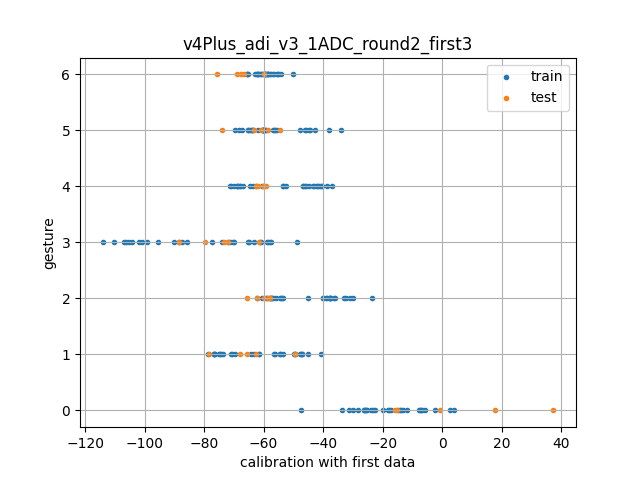 v4Plus_adi_v3_1ADC_round2_first3
train
test
gesture
6
5
4
3
2
1
0
−120 −100 −80 −60 −40 −20 0 20 40
calibration with first data